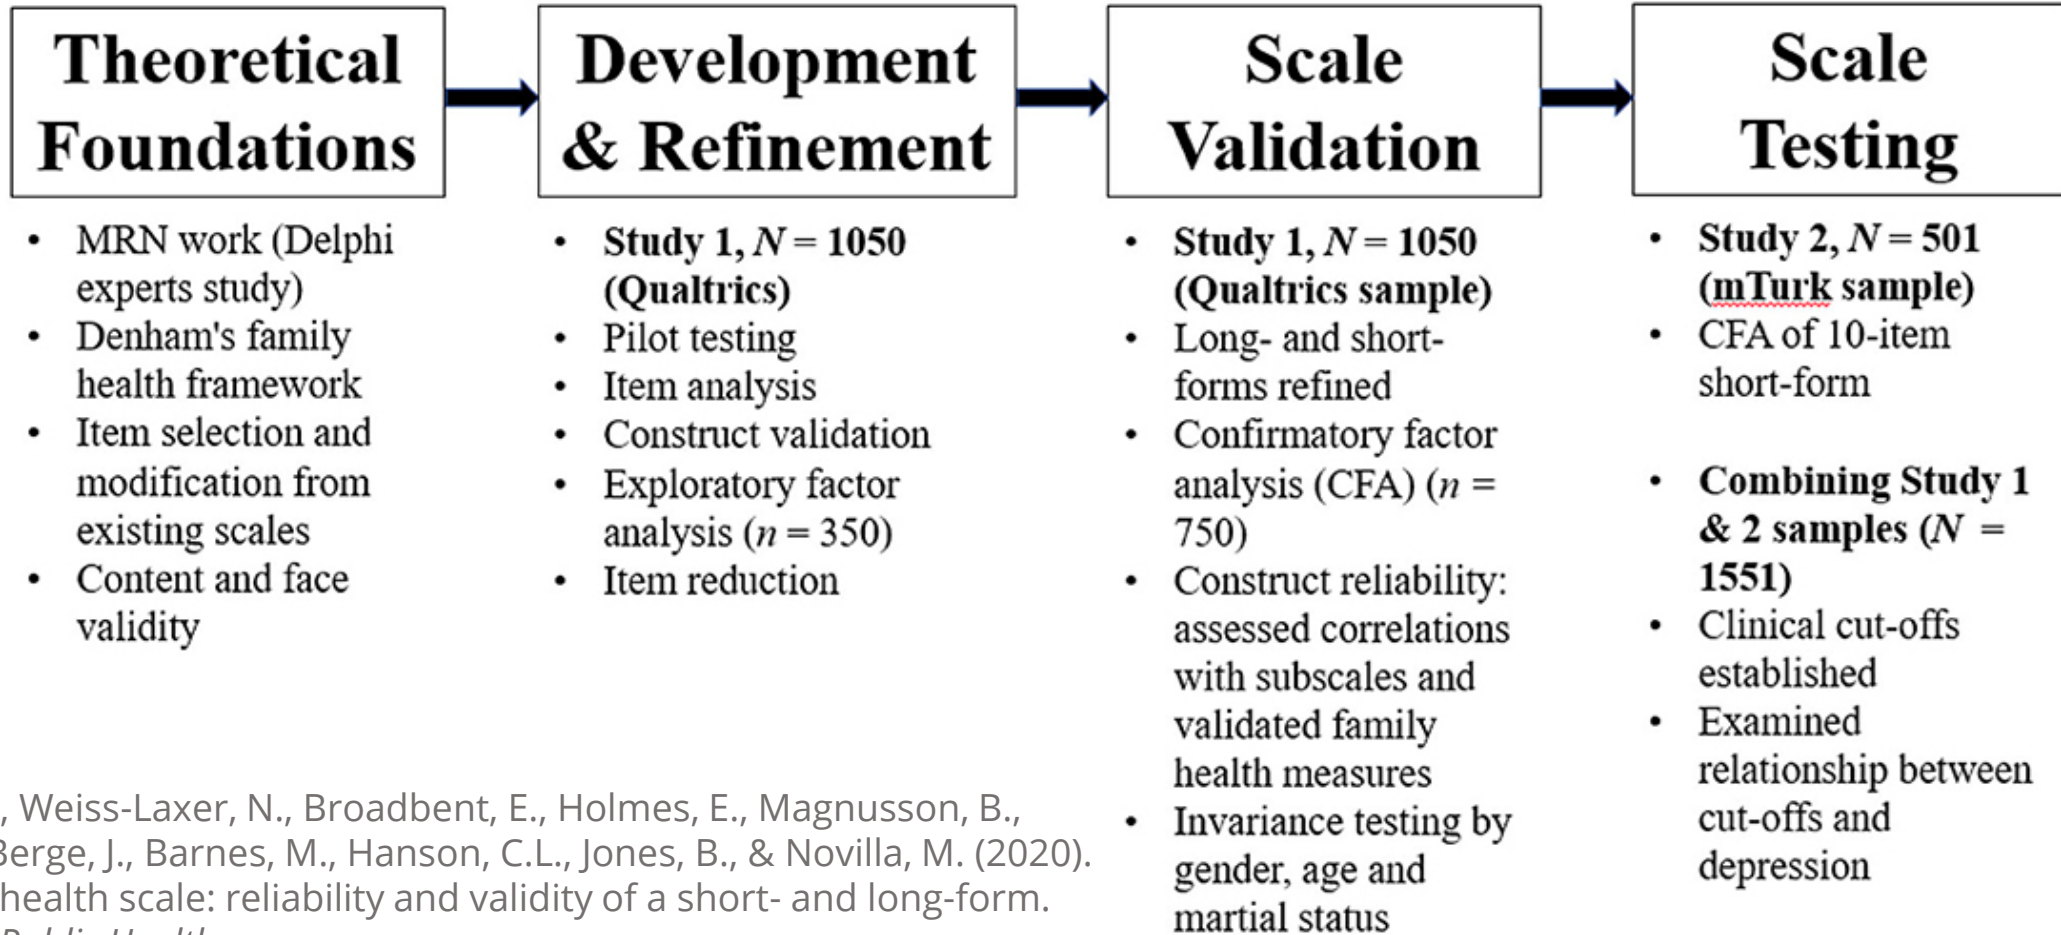 Theoretical
Foundations
Development
& Refinement
Scale
Validation
Scale
Testing
• MRN work (Delphi
experts study)
• Denham's family
health framework
• Item selection and
modification from
existing scales
• Content and face
validity
• Study 1, N = 1050
(Qualtrics)
• Pilot testing
• Item analysis
• Construct validation
• Exploratory factor
analysis (n = 350)
• Item reduction
• Study 1, N = 1050
(Qualtrics sample)
• Long- and short-
forms refined
• Confirmatory factor
analysis (CFA) (n =
750)
• Construct reliability:
assessed correlations
with subscales and
validated family
health measures
• Invariance testing by
gender, age and
martial status
• Study 2, N = 501
(mTurk sample)
• CFA of 10-item
short-form
• Combining Study 1
& 2 samples (N =
1551)
• Clinical cut-offs
established
• Examined
relationship between
cut-offs and
depression
, Weiss-Laxer, N., Broadbent, E., Holmes, E., Magnusson, B.,
Berge, J., Barnes, M., Hanson, C.L., Jones, B., & Novilla, M. (2020).
health scale: reliability and validity of a short- and long-form.